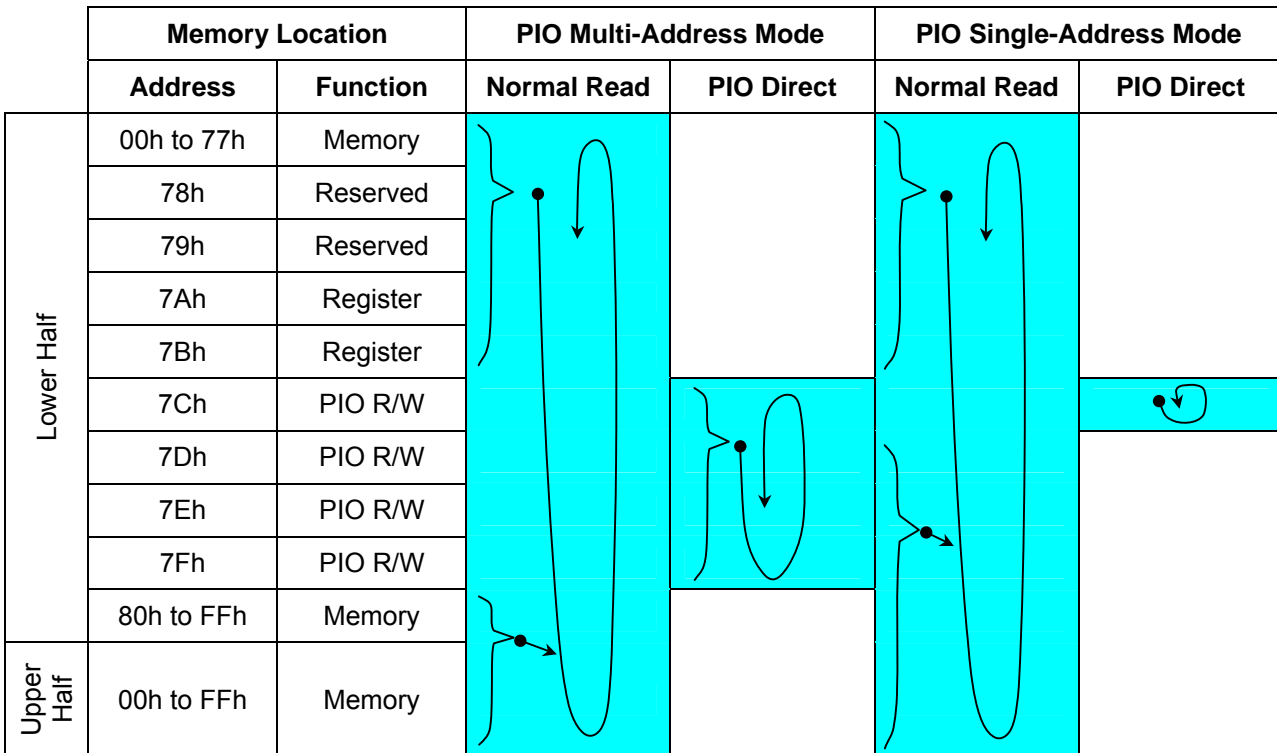 Memory Location PIO Multi-Address Mode PIO Single-Address Mode
Address Function Normal Read PIO Direct Normal Read PIO Direct
Lower Half
00h to 77h Memory
78h Reserved
79h Reserved
7Ah Register
7Bh Register
7Ch PIO R/W
7Dh PIO R/W
7Eh PIO R/W
7Fh PIO R/W
80h to FFh Memory
Upper
Half
00h to FFh Memory